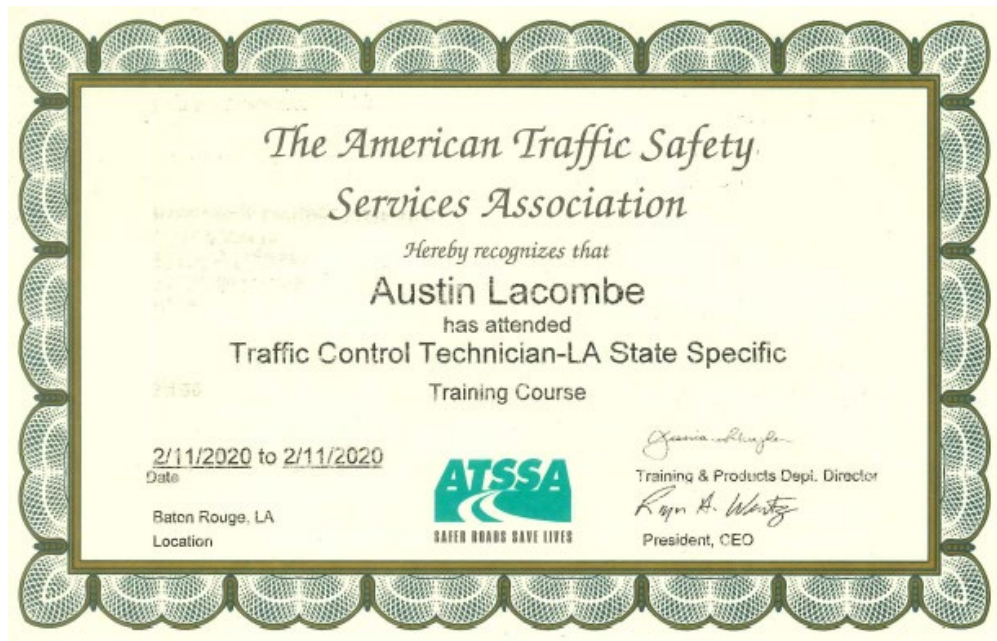 The American Traffic Safety
Services Association
Hereby recognizes that
Austin Lacombe
has attended
Traffic Control Technician-LA State Specific
Training Course
2/11/2020 to 2/11/2020
Date
Baton Rouge, LA
Location
ATSSA
SAFER ROADS SAVE LIVES
Training & Products Dept. Director
President, CEO